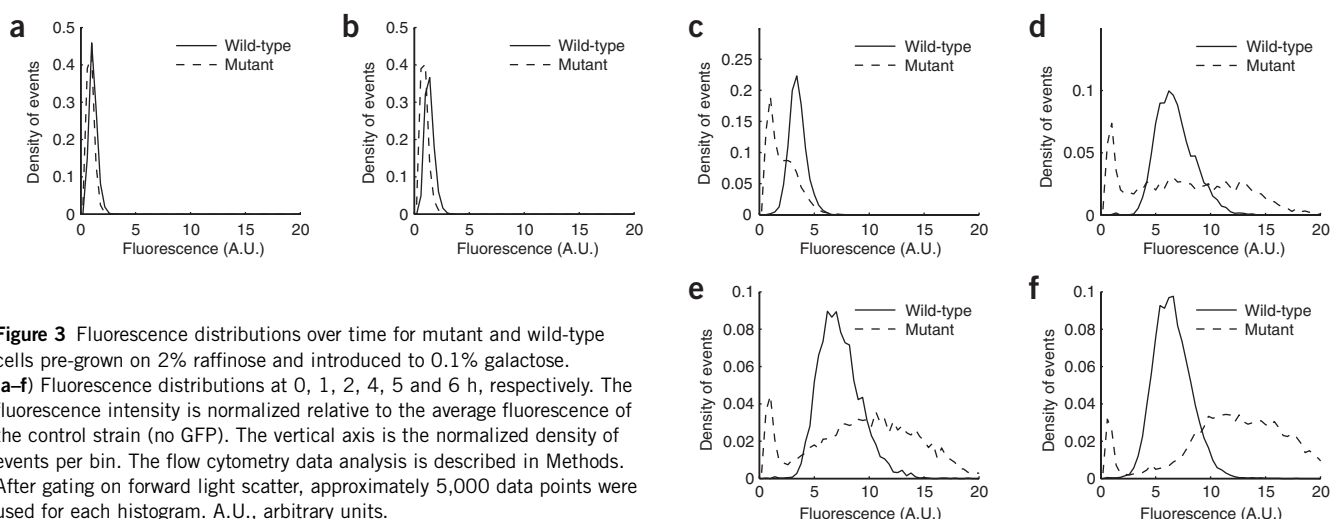 a
0.5
0.4
0.3
0.2
0.1
0
0 5 10 15 20
Density of events
Fluorescence (A.U.)
Wild-type
Mutant
b
0.5
0.4
0.3
0.2
0.1
0
0 5 10 15 20
Density of events
Fluorescence (A.U.)
Wild-type
Mutant
c
0.25
0.2
0.15
0.1
0.05
0
0 5 10 15 20
Density of events
Fluorescence (A.U.)
Wild-type
Mutant
d
0.1
0.05
0
0 5 10 15 20
Density of events
Fluorescence (A.U.)
Wild-type
Mutant
Figure 3 Fluorescence distributions over time for mutant and wild-type
cells pre-grown on 2% raffinose and introduced to 0.1% galactose.
(a–f) Fluorescence distributions at 0, 1, 2, 4, 5 and 6 h, respectively. The
fluorescence intensity is normalized relative to the average fluorescence of
the control strain (no GFP). The vertical axis is the normalized density of
events per bin. The flow cytometry data analysis is described in Methods.
After gating on forward light scatter, approximately 5,000 data points were
used for each histogram. A.U., arbitrary units.
e
0.1
0.08
0.06
0.04
0.02
0
0 5 10 15 20
Density of events
Fluorescence (A.U.)
Wild-type
Mutant
f
0.1
0.08
0.06
0.04
0.02
0
0 5 10 15 20
Density of events
Fluorescence (A.U.)
Wild-type
Mutant